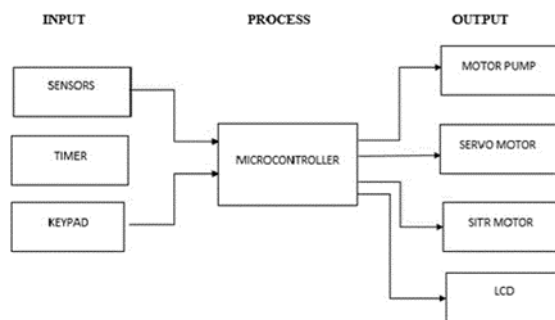 INPUT
PROCESS
OUTPUT
SENSORS
TIMER
KEYPAD
MICROCONTROLLER
MOTOR PUMP
SERVO MOTOR
SITR MOTOR
LCD